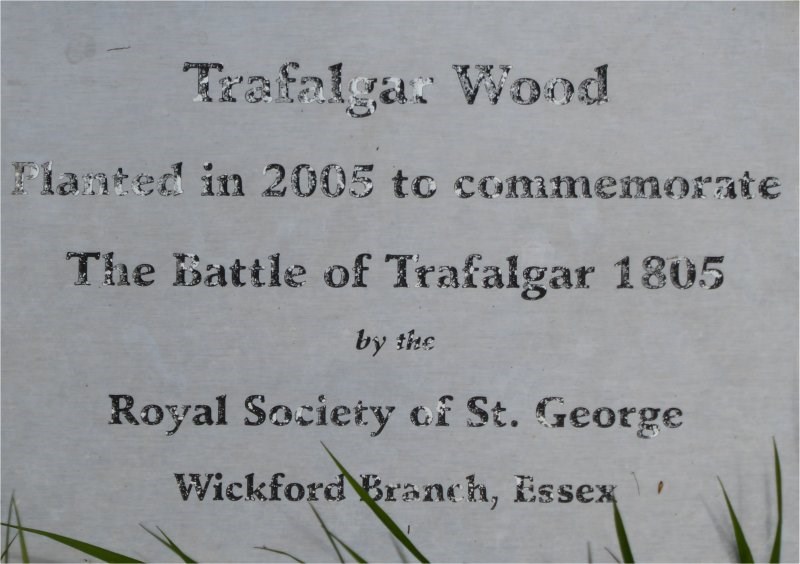 Trafalgar Wood
Planted in 2005 to commemorate
The Battle of Trafalgar 1805
by the
Royal Society of St. George
Wickford Branch, Essex